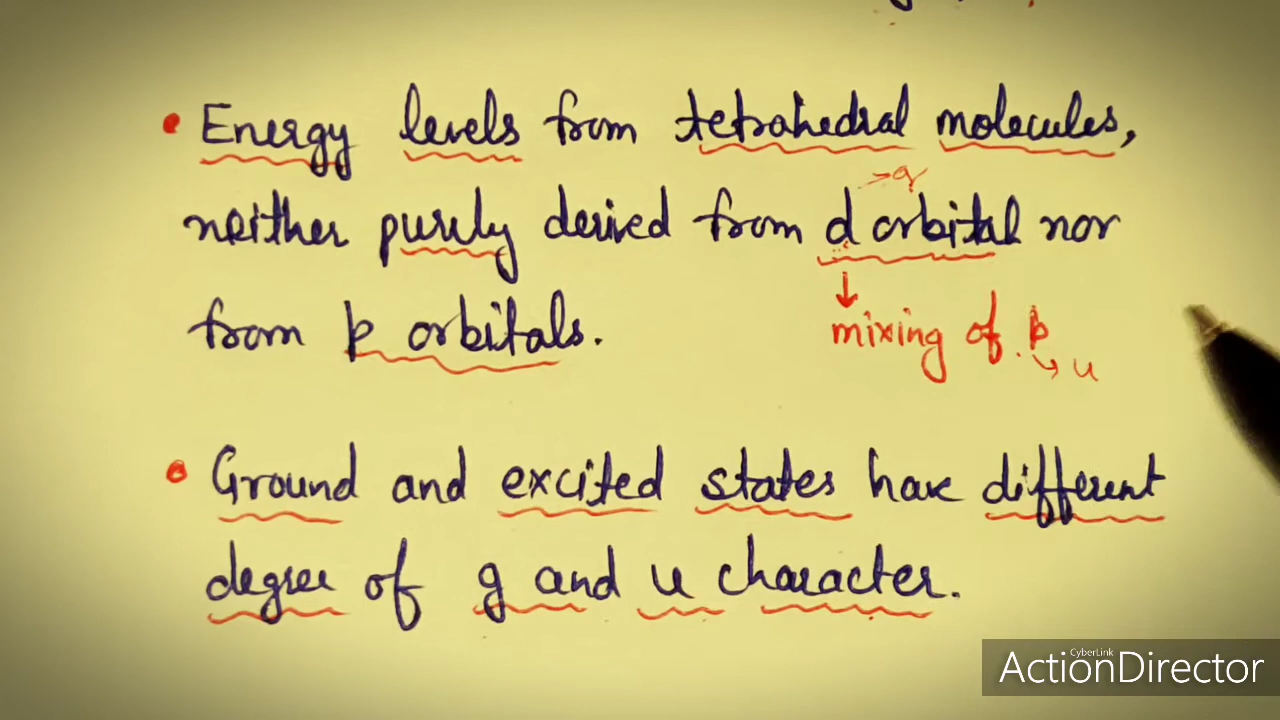 • Energy levels from tetrahedral molecules,
→ g
neither purely derived from d orbital nor
from p orbitals.
↓
mixing of p
→ u
• Ground and excited states have different
degree of g and u character.
CyberLink
ActionDirector